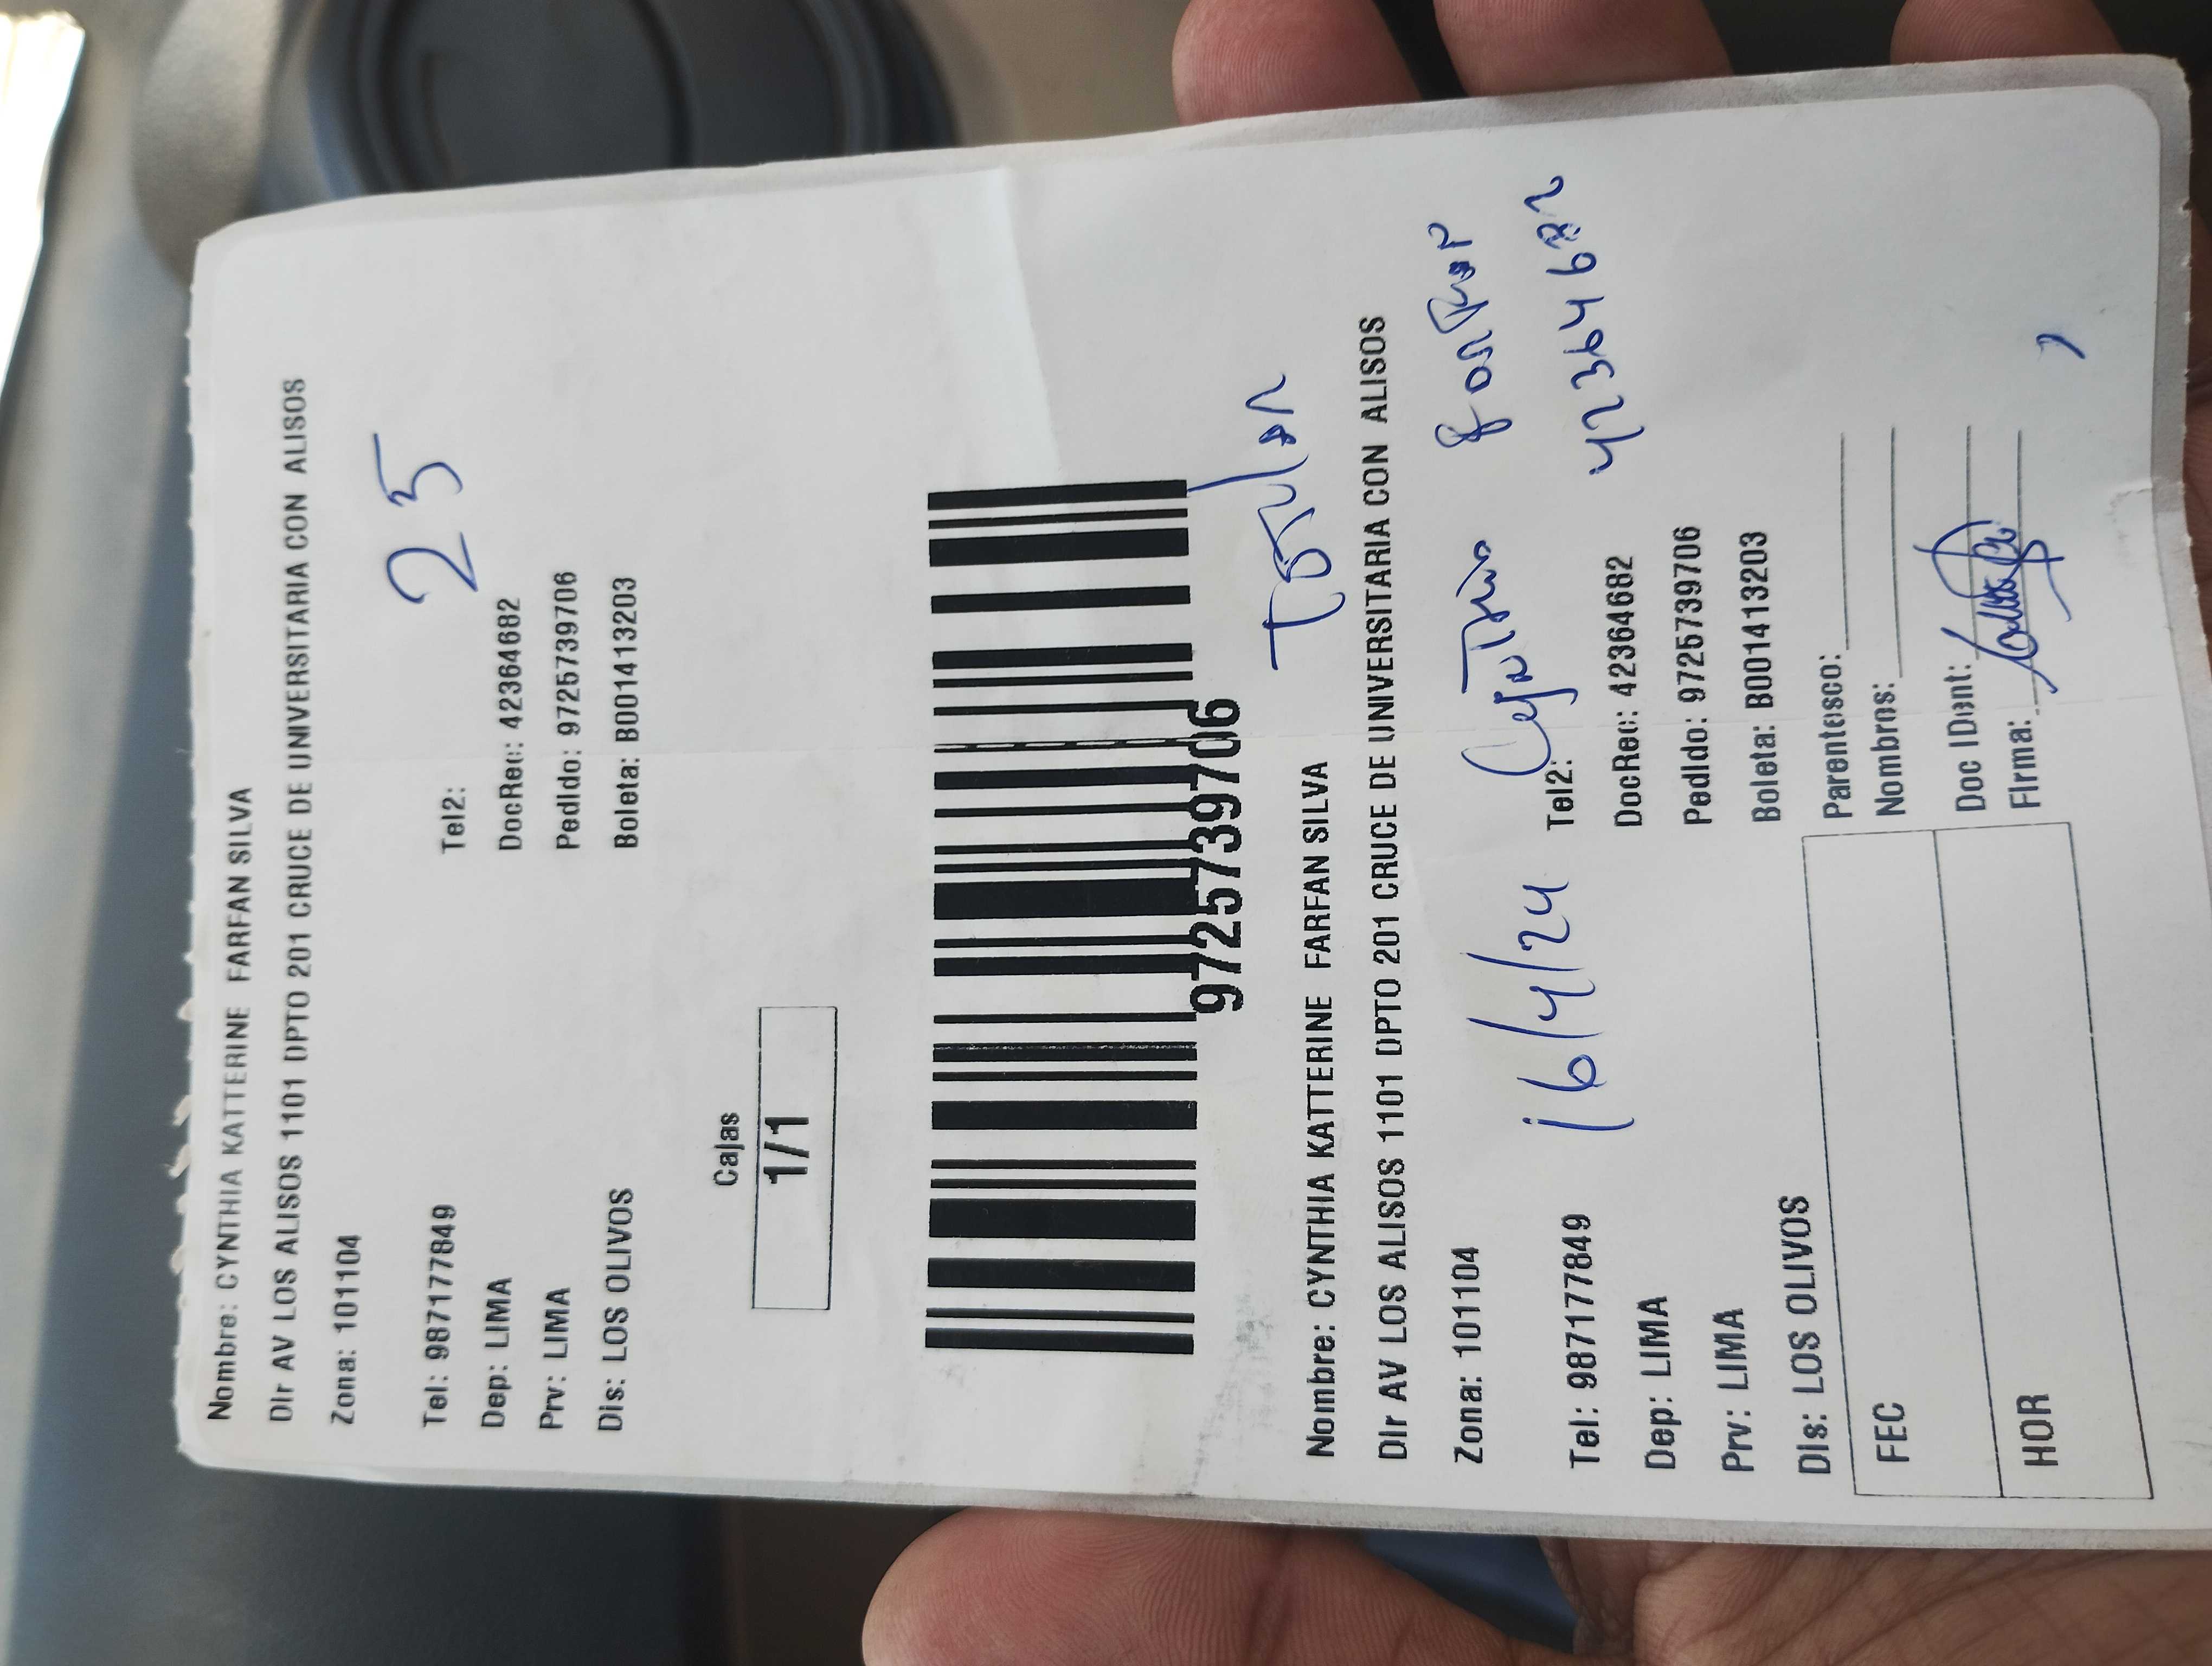 Nombre: CYNTHIA KATTERINE FARFAN SILVA
Dir AV LOS ALISOS 1101 DPTO 201 CRUCE DE UNIVERSITARIA CON ALISOS
Zona: 101104
25
Tel: 987177849 Tel2:
Dep: LIMA DocRec: 42364682
Prv: LIMA Pedido: 9725739706
Dis: LOS OLIVOS Boleta: B001413203
Cajas
1/1
9725739706
Titular
Nombre: CYNTHIA KATTERINE FARFAN SILVA
Dir AV LOS ALISOS 1101 DPTO 201 CRUCE DE UNIVERSITARIA CON ALISOS
Zona: 101104
Cynthia Farfan
16/4/24
42364682
Tel: 987177849 Tel2:
Dep: LIMA DocRec: 42364682
Prv: LIMA Pedido: 9725739706
Dis: LOS OLIVOS Boleta: B001413203
FEC
Parentesco:
Nombres:
HOR
Doc IDent:
Firma: